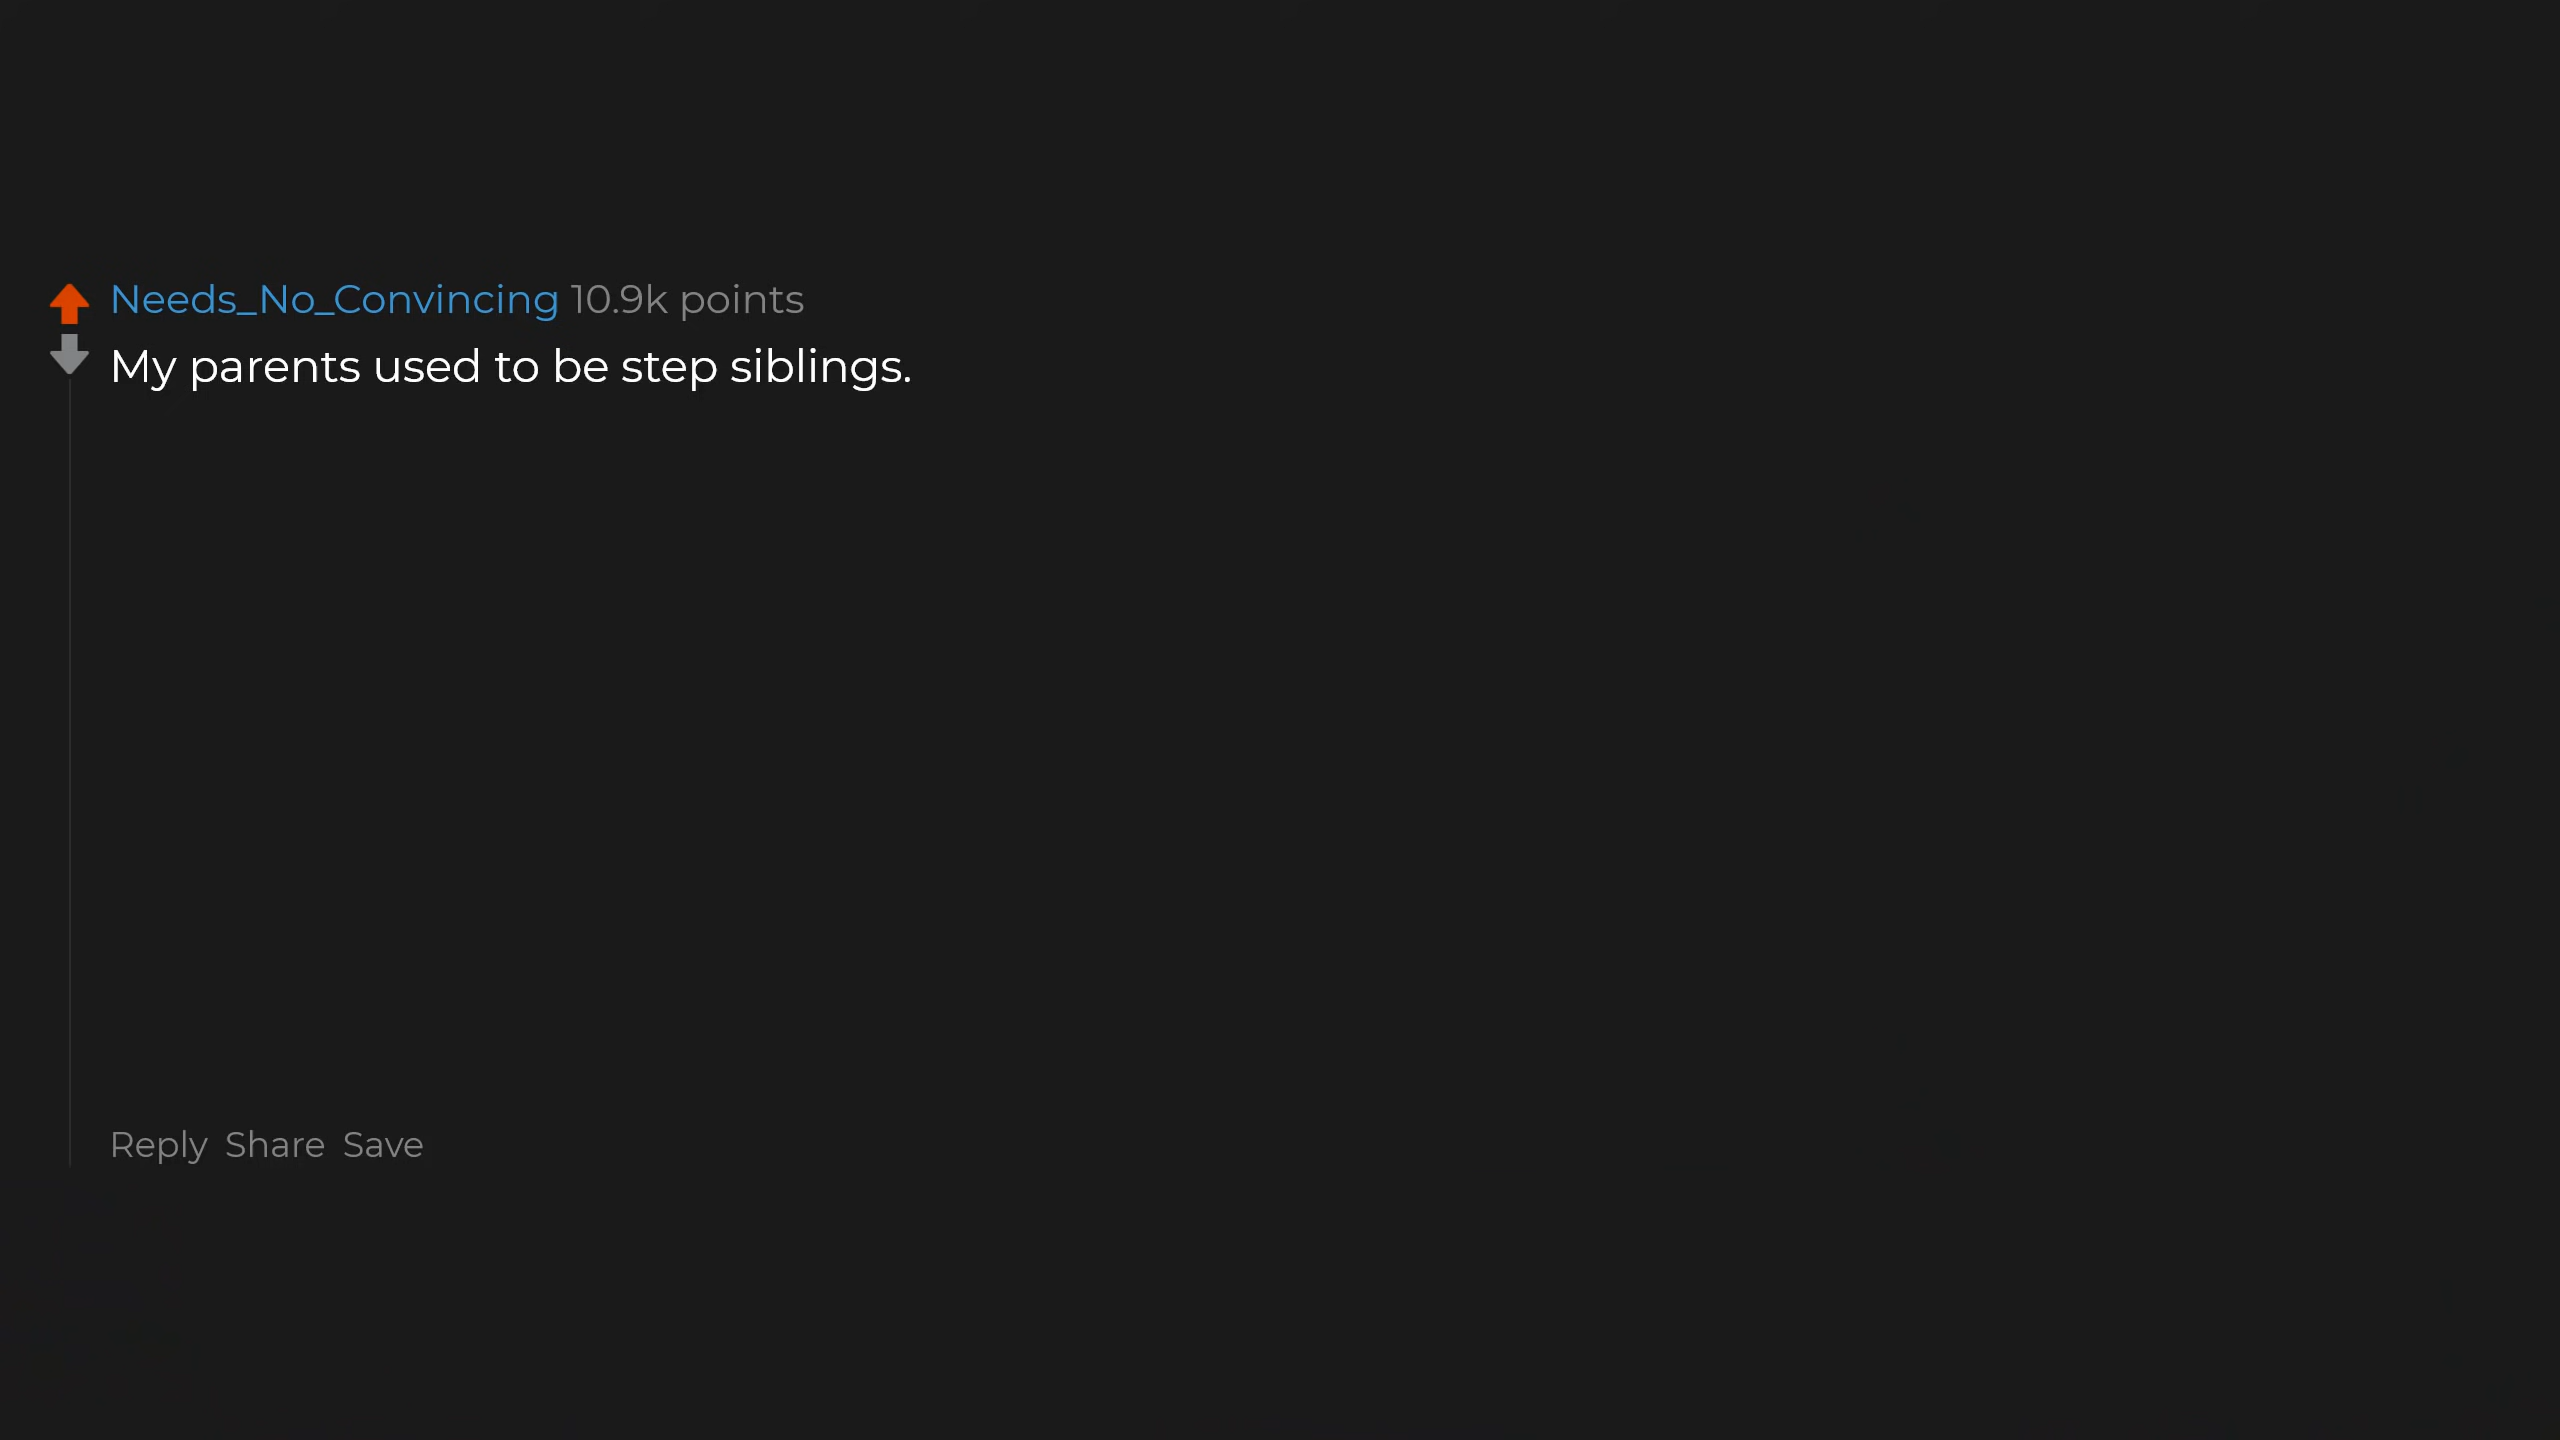 Needs_No_Convincing 10.9k points
My parents used to be step siblings.
Reply Share Save